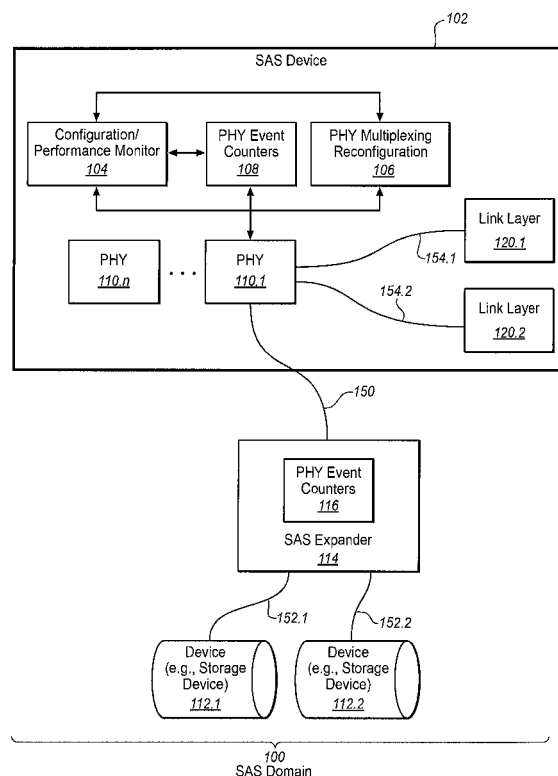 102
SAS Device
Configuration/
Performance Monitor
104
PHY Event
Counters
108
PHY Multiplexing
Reconfiguration
106
PHY
110.n
PHY
110.1
154.1
Link Layer
120.1
154.2
Link Layer
120.2
150
PHY Event
Counters
116
SAS Expander
114
152.1
152.2
Device
(e.g., Storage
Device)
112.1
Device
(e.g., Storage
Device)
112.2
100
SAS Domain